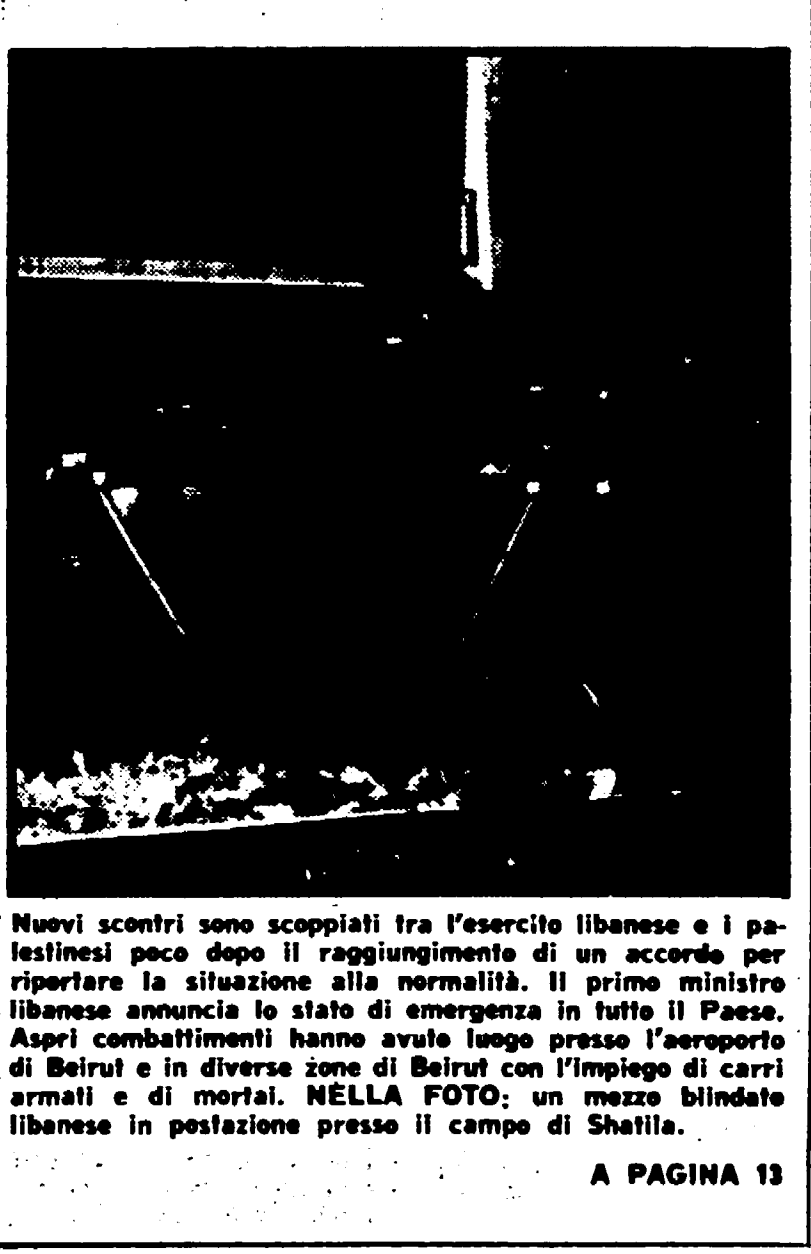 Nuovi scontri sono scoppiati tra l'esercito libanese e i pa-
lestinesi poco dopo il raggiungimento di un accordo per
riportare la situazione alla normalità. Il primo ministro
libanese annuncia lo stato di emergenza in tutto il Paese.
Aspri combattimenti hanno avuto luogo presso l'aeroporto
di Beirut e in diverse zone di Beirut con l'impiego di carri
armati e di mortai. NELLA FOTO: un mezzo blindato
libanese in postazione presso il campo di Shatila.
A PAGINA 13